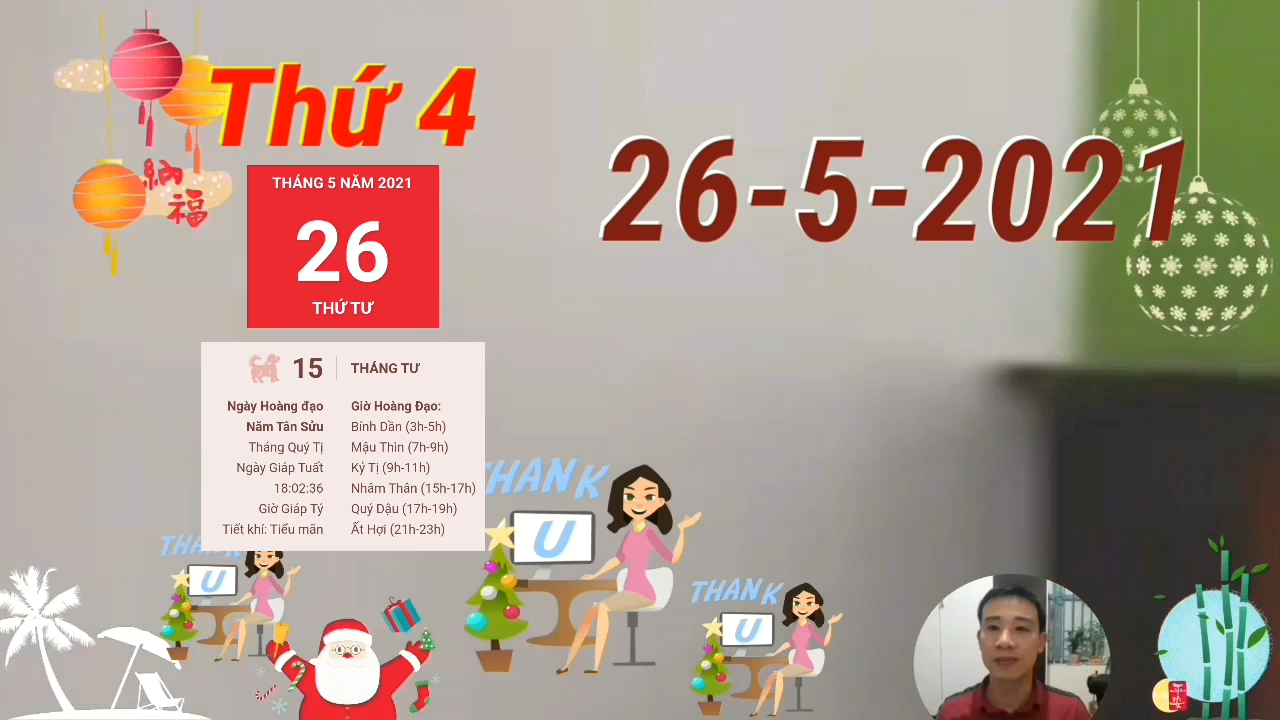 Thứ 4
26-5-2021
納
福
THÁNG 5 NĂM 2021
26
THỨ TƯ
15 THÁNG TƯ
Ngày Hoàng đạo
Năm Tân Sửu
Tháng Quý Tị
Ngày Giáp Tuất
18:02:36
Giờ Giáp Tý
Tiết khí: Tiểu mãn
Giờ Hoàng Đạo:
Bính Dần (3h-5h)
Mậu Thìn (7h-9h)
Kỷ Tị (9h-11h)
Nhâm Thân (15h-17h)
Quý Dậu (17h-19h)
Ất Hợi (21h-23h)
THANK
U
THANK
U
THANK
U